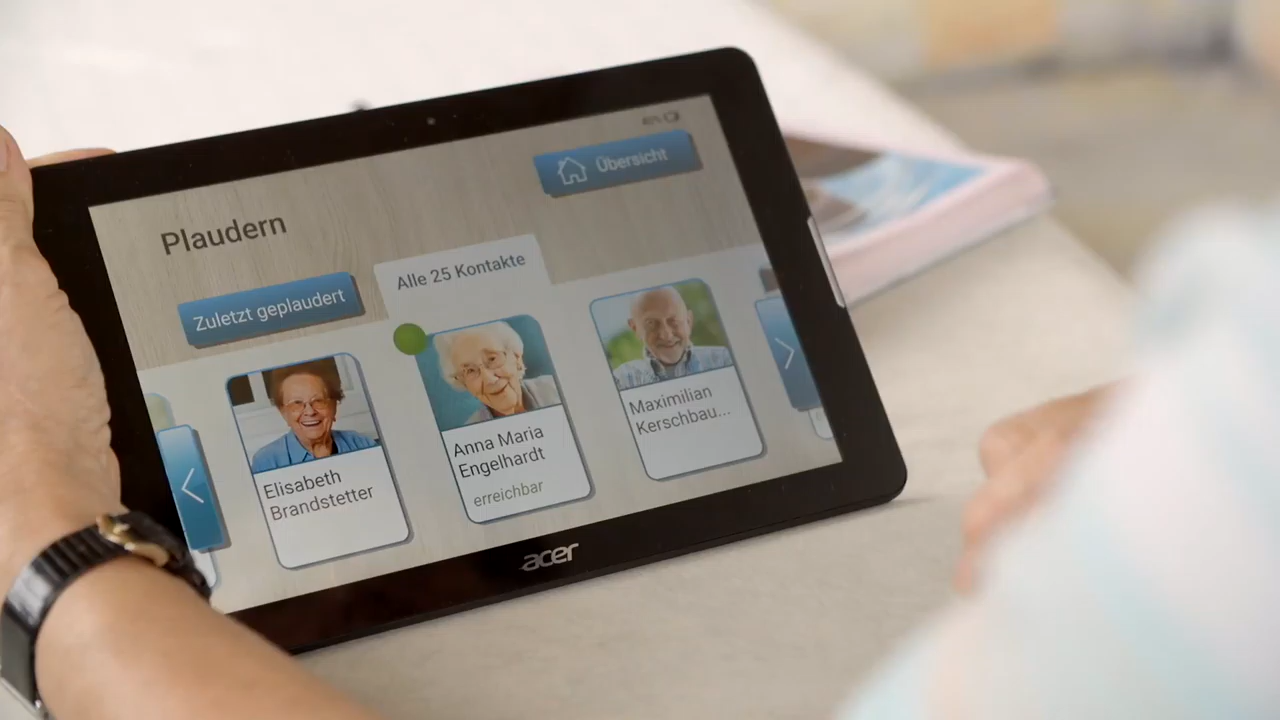 Übersicht
Plaudern
Zuletzt geplaudert
Alle 25 Kontakte
Elisabeth
Brandstetter
Anna Maria
Engelhardt
erreichbar
Maximilian
Kerschbau...
acer